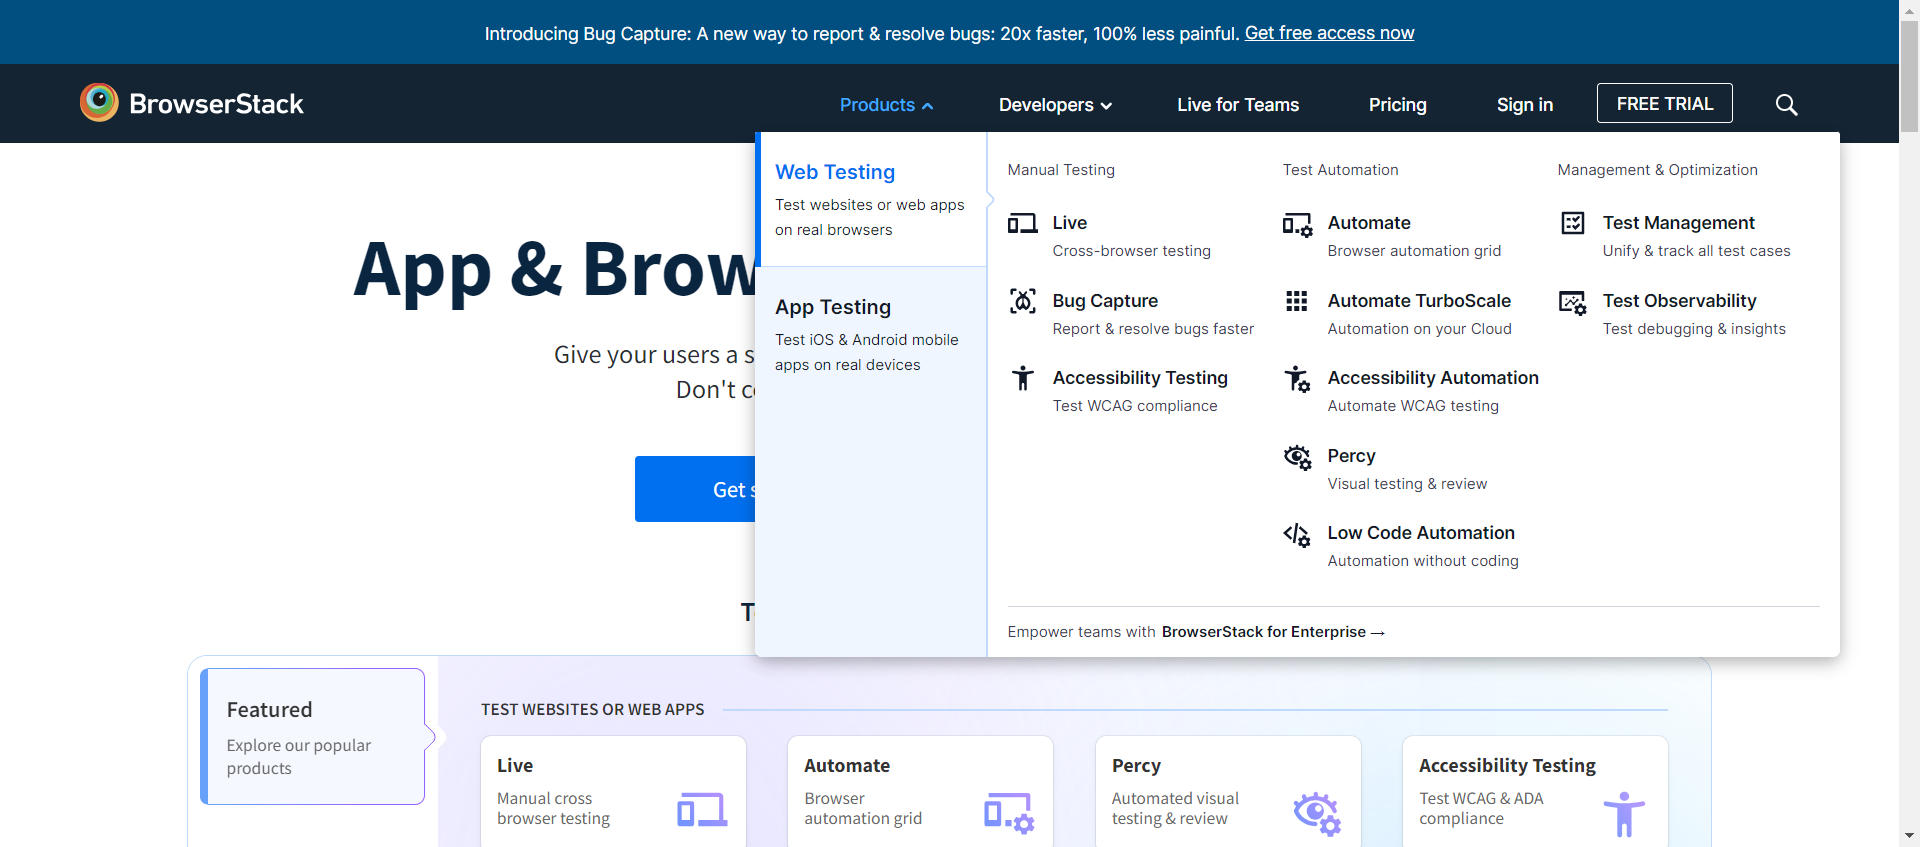 Introducing Bug Capture: A new way to report & resolve bugs: 20x faster, 100% less painful. Get free access now
BrowserStack
Products
Developers
Live for Teams
Pricing
Sign in
FREE TRIAL
Web Testing
Test websites or web apps
on real browsers
App Testing
Test iOS & Android mobile
apps on real devices
Manual Testing
Live
Cross-browser testing
Bug Capture
Report & resolve bugs faster
Accessibility Testing
Test WCAG compliance
Test Automation
Automate
Browser automation grid
Automate TurboScale
Automation on your Cloud
Accessibility Automation
Automate WCAG testing
Percy
Visual testing & review
Low Code Automation
Automation without coding
Management & Optimization
Test Management
Unify & track all test cases
Test Observability
Test debugging & insights
Empower teams with BrowserStack for Enterprise →
App & Brow
Give your users a s
Don't c
Get s
T
Featured
Explore our popular
products
TEST WEBSITES OR WEB APPS
Live
Manual cross
browser testing
Automate
Browser
automation grid
Percy
Automated visual
testing & review
Accessibility Testing
Test WCAG & ADA
compliance